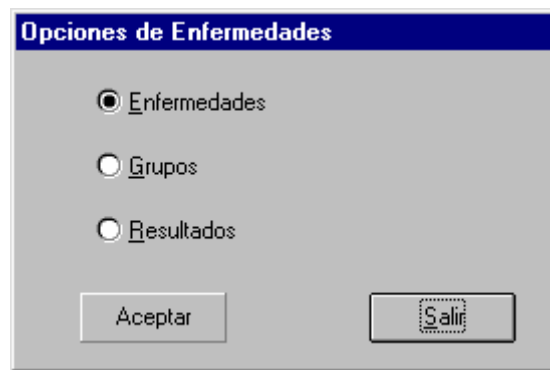 Opciones de Enfermedades
Enfermedades
Grupos
Resultados
Aceptar Salir